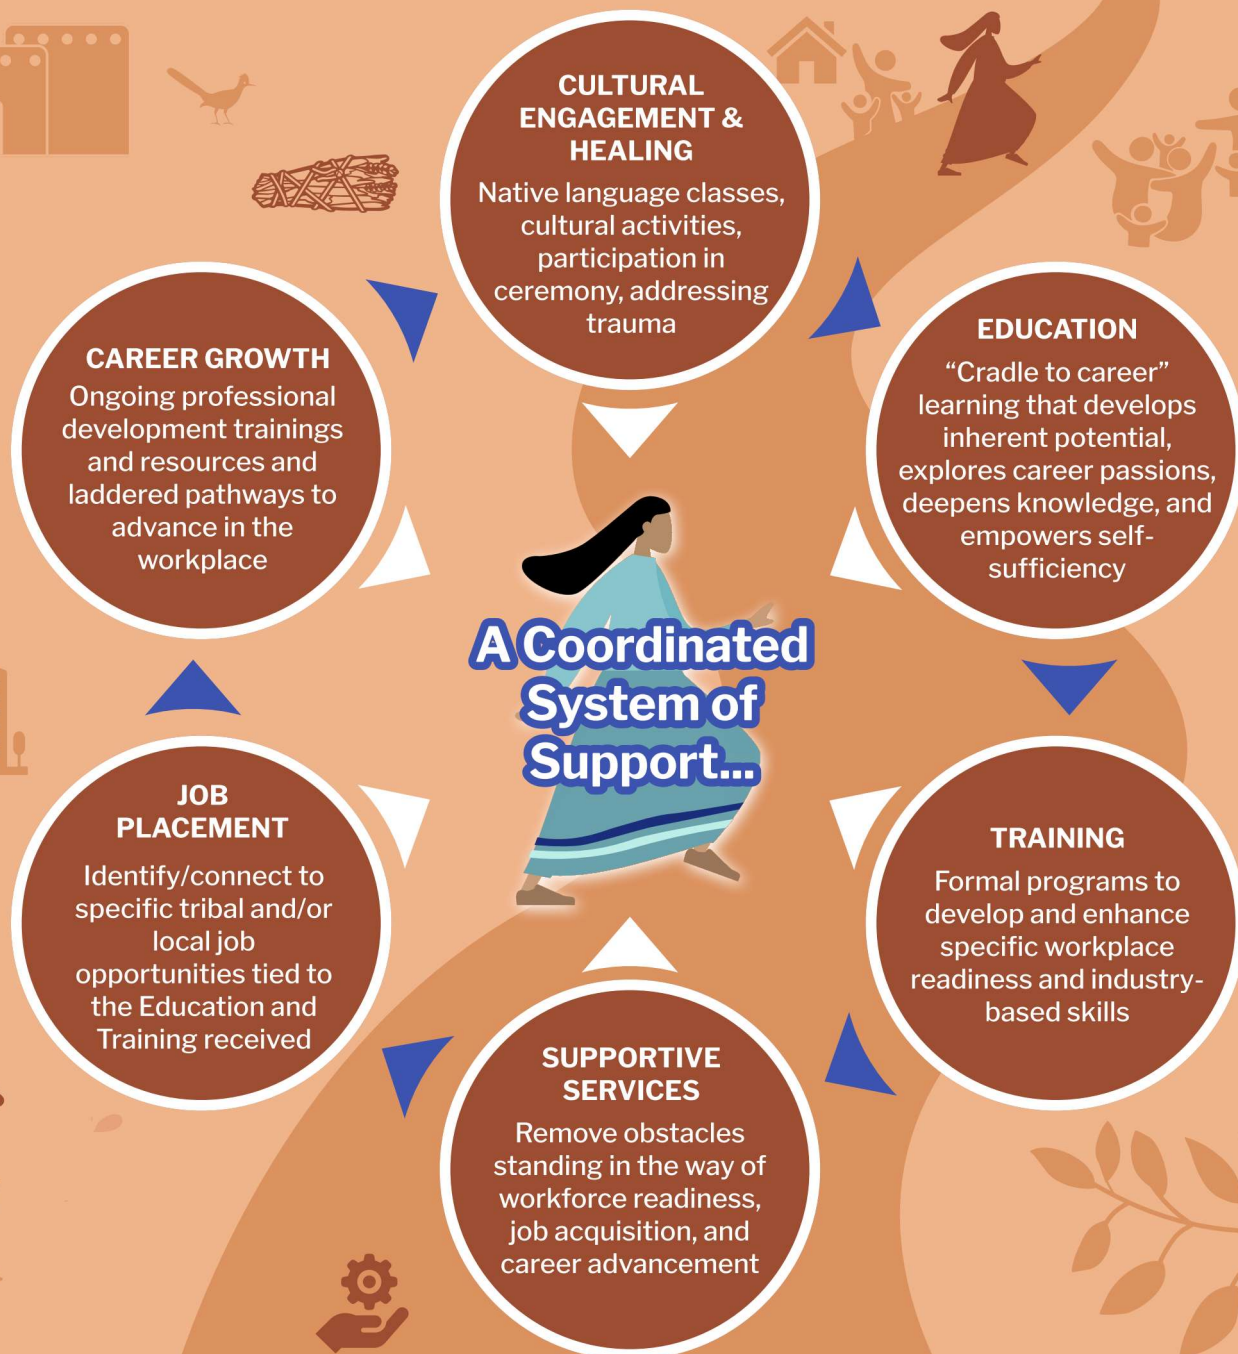 CULTURAL
ENGAGEMENT &
HEALING
Native language classes,
cultural activities,
participation in
ceremony, addressing
trauma
EDUCATION
“Cradle to career”
learning that develops
inherent potential,
explores career passions,
deepens knowledge, and
empowers self-
sufficiency
TRAINING
Formal programs to
develop and enhance
specific workplace
readiness and industry-
based skills
SUPPORTIVE
SERVICES
Remove obstacles
standing in the way of
workforce readiness,
job acquisition, and
career advancement
JOB
PLACEMENT
Identify/connect to
specific tribal and/or
local job
opportunities tied to
the Education and
Training received
CAREER GROWTH
Ongoing professional
development trainings
and resources and
laddered pathways to
advance in the
workplace
A Coordinated
System of
Support...